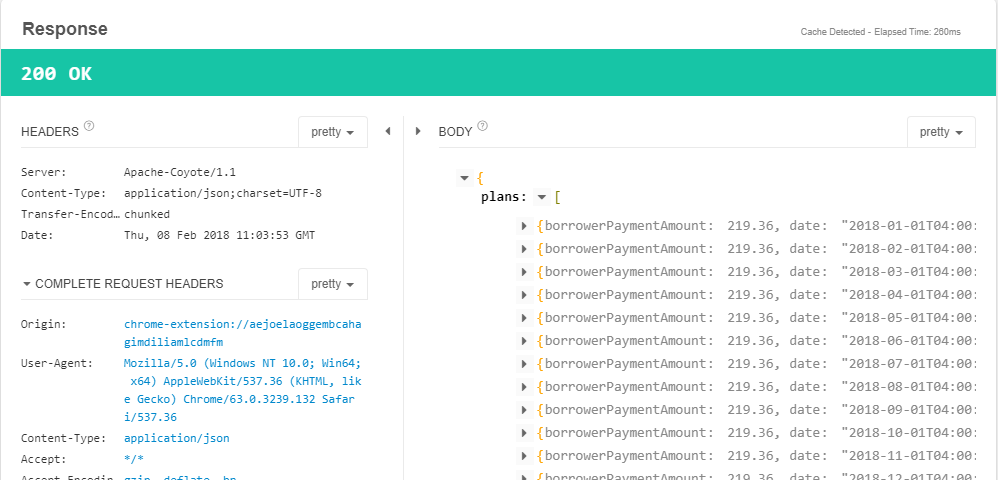 Response
Cache Detected - Elapsed Time: 260ms
200 OK
HEADERS ?
pretty
Server: Apache-Coyote/1.1
Content-Type: application/json;charset=UTF-8
Transfer-Encod… chunked
Date: Thu, 08 Feb 2018 11:03:53 GMT
COMPLETE REQUEST HEADERS
pretty
Origin: chrome-extension://aejoelaoggembcaha
gimdiliamlcdmfm
User-Agent: Mozilla/5.0 (Windows NT 10.0; Win64;
x64) AppleWebKit/537.36 (KHTML, lik
e Gecko) Chrome/63.0.3239.132 Safar
i/537.36
Content-Type: application/json
Accept: */*
Accept-Encodin gzip, deflate, br
BODY ?
pretty
{
plans: [
{borrowerPaymentAmount: 219.36, date: "2018-01-01T04:00:
{borrowerPaymentAmount: 219.36, date: "2018-02-01T04:00:
{borrowerPaymentAmount: 219.36, date: "2018-03-01T04:00:
{borrowerPaymentAmount: 219.36, date: "2018-04-01T04:00:
{borrowerPaymentAmount: 219.36, date: "2018-05-01T04:00:
{borrowerPaymentAmount: 219.36, date: "2018-06-01T04:00:
{borrowerPaymentAmount: 219.36, date: "2018-07-01T04:00:
{borrowerPaymentAmount: 219.36, date: "2018-08-01T04:00:
{borrowerPaymentAmount: 219.36, date: "2018-09-01T04:00:
{borrowerPaymentAmount: 219.36, date: "2018-10-01T04:00:
{borrowerPaymentAmount: 219.36, date: "2018-11-01T04:00:
{borrowerPaymentAmount: 219.36, date: "2018-12-01T04:00: